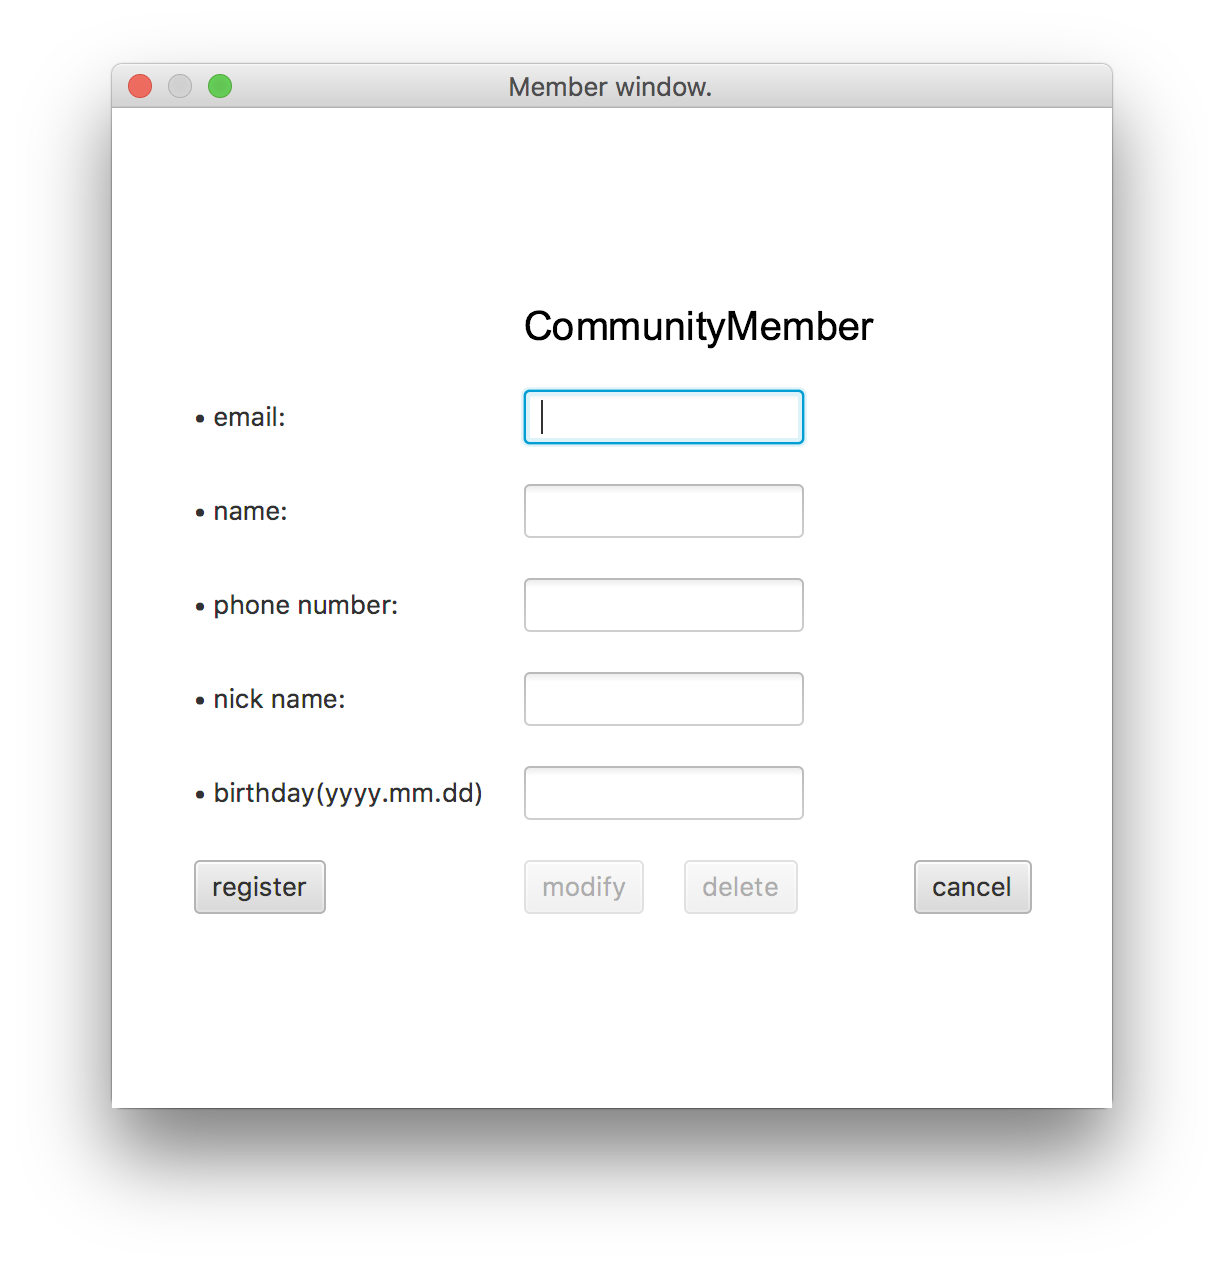 Member window.
CommunityMember
• email:
• name:
• phone number:
• nick name:
• birthday(yyyy.mm.dd)
register modify delete cancel